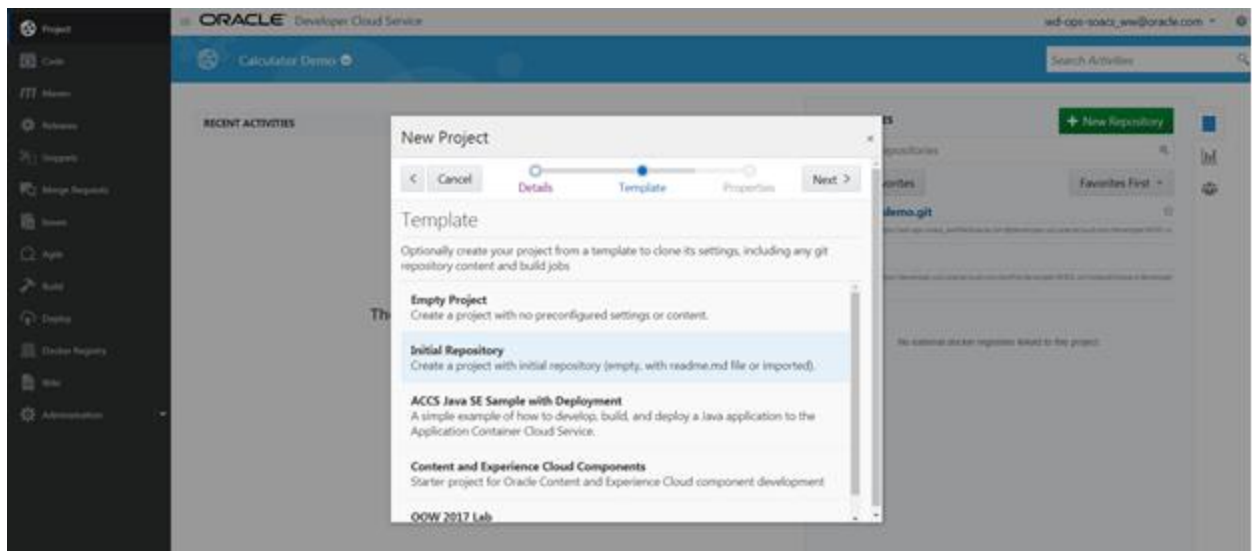 Project
ORACLE Developer Cloud Service
Code
Calculator Demo
Search Activities
Maven
Releases
RECENT ACTIVITIES
+ New Repository
Snippets
Merge Requests
Favorites First
Issues
demo.git
Agile
Build
Th
Deploy
Docker Registry
No external docker registries linked to this project
Wiki
Administration
New Project
< Cancel
Details
Template
Properties
Next >
Template
Optionally create your project from a template to clone its settings, including any git
repository content and build jobs
Empty Project
Create a project with no preconfigured settings or content.
Initial Repository
Create a project with initial repository (empty, with readme.md file or imported).
ACCS Java SE Sample with Deployment
A simple example of how to develop, build, and deploy a Java application to the
Application Container Cloud Service.
Content and Experience Cloud Components
Starter project for Oracle Content and Experience Cloud component development
OOW 2017 Lab